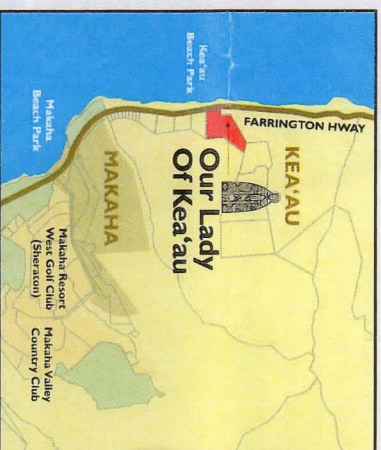 Kea'au
Beach Park
FARRINGTON HWAY
KEA'AU
Our Lady
Of Kea'au
MAKAHA
Makaha
Beach Park
Makaha Resort
West Golf Club
(Sheraton)
Makaha Valley
Country Club